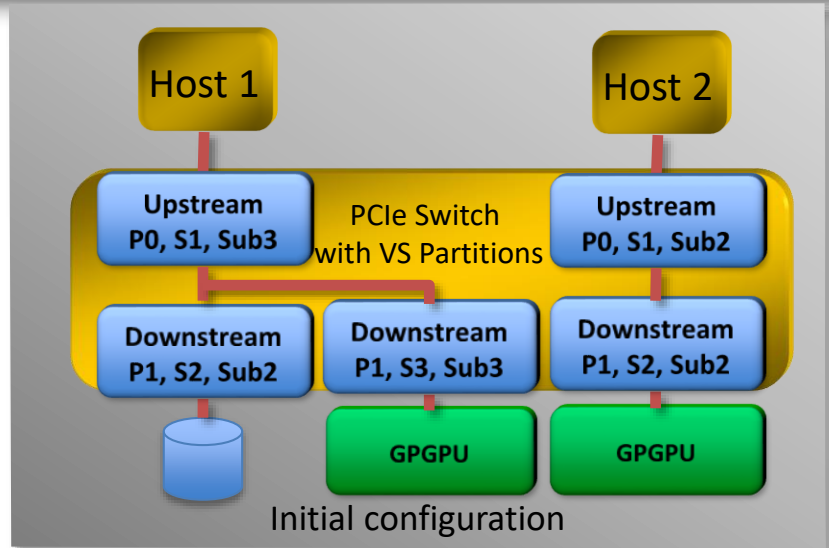 Host 1
Host 2
Upstream
P0, S1, Sub3
PCIe Switch
with VS Partitions
Upstream
P0, S1, Sub2
Downstream
P1, S2, Sub2
Downstream
P1, S3, Sub3
Downstream
P1, S2, Sub2
GPGPU
GPGPU
Initial configuration